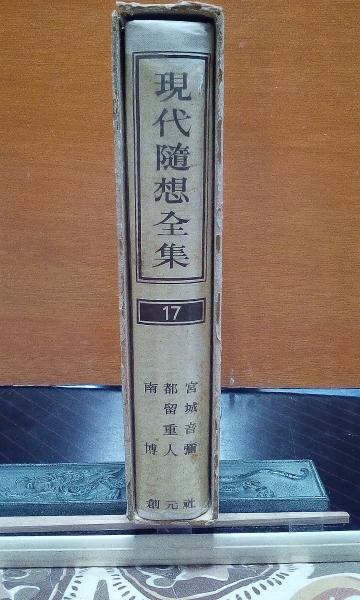 現代隨想全集
17
宮城音彌
都留重人
南博
創元社